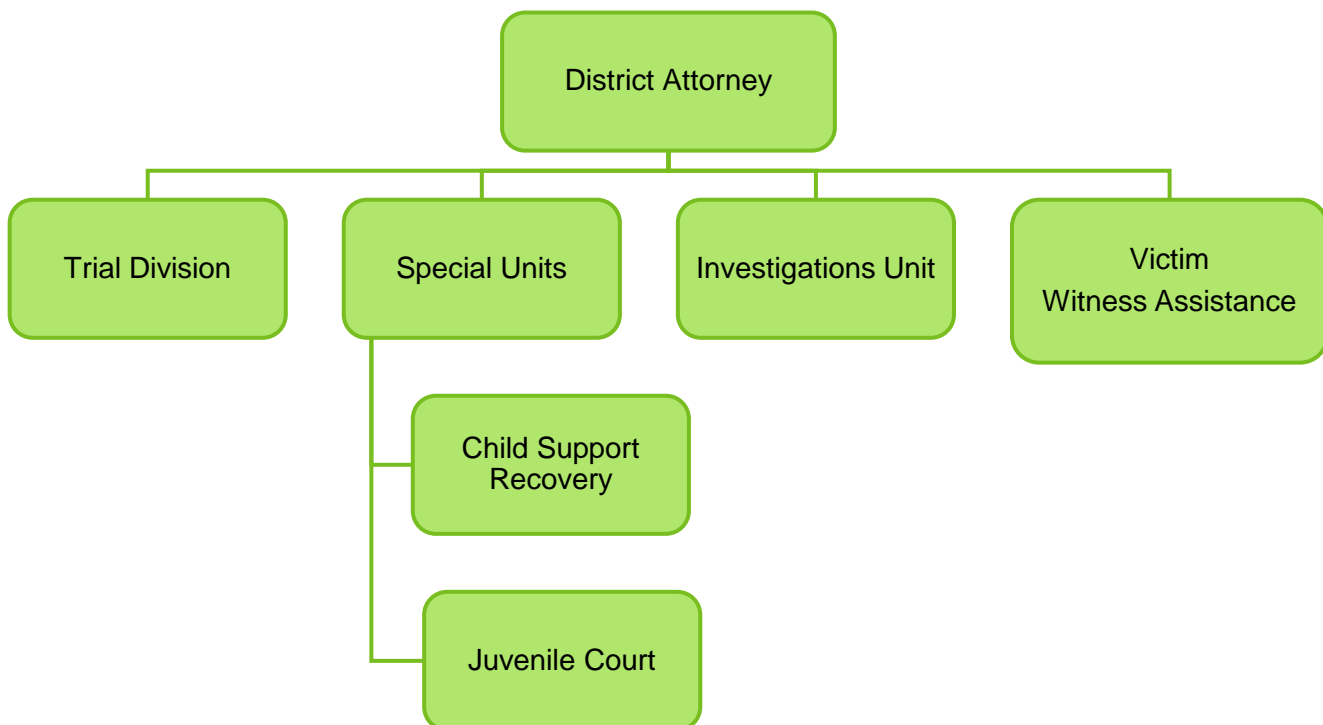 District Attorney
Trial Division
Special Units
Investigations Unit
Victim
Witness Assistance
Child Support
Recovery
Juvenile Court